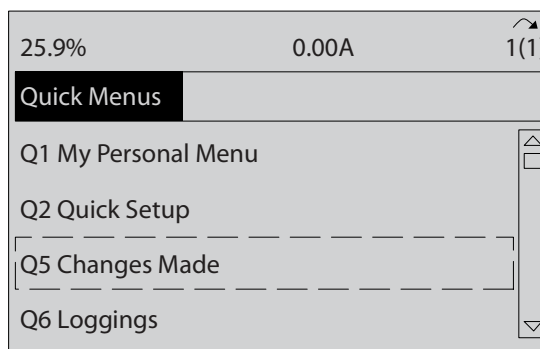 25.9% 0.00A 1(1)
Quick Menus
Q1 My Personal Menu
Q2 Quick Setup
Q5 Changes Made
Q6 Loggings